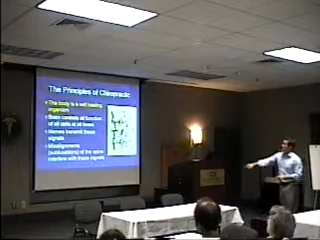 The Principles of Chiropractic
The body is a self healing
organism
Brain controls all function
of all cells at all times
Nerves transmit these
signals
Misalignments
(subluxations) of the spine
interfere with these signals